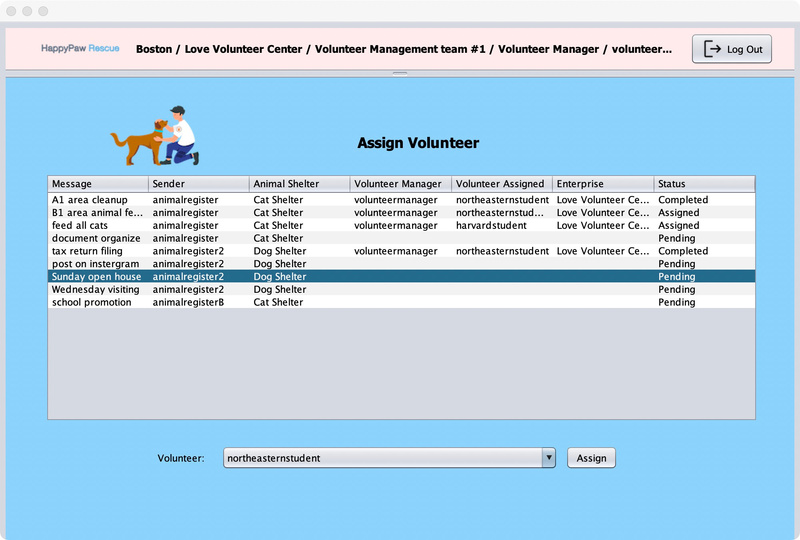 HappyPaw Rescue
Boston / Love Volunteer Center / Volunteer Management team #1 / Volunteer Manager / volunteer...
Log Out
Assign Volunteer
Message Sender Animal Shelter Volunteer Manager Volunteer Assigned Enterprise Status
A1 area cleanup animalregister Cat Shelter volunteermanager northeasternstudent Love Volunteer Ce... Completed
B1 area animal fe... animalregister Cat Shelter volunteermanager northeasternstud... Love Volunteer Ce... Assigned
feed all cats animalregister Cat Shelter volunteermanager harvardstudent Love Volunteer Ce... Assigned
document organize animalregister Cat Shelter Pending
tax return filing animalregister2 Dog Shelter volunteermanager northeasternstudent Love Volunteer Ce... Completed
post on instergram animalregister2 Dog Shelter Pending
Sunday open house animalregister2 Dog Shelter Pending
Wednesday visiting animalregister2 Dog Shelter Pending
school promotion animalregisterB Cat Shelter Pending
Volunteer: northeasternstudent Assign